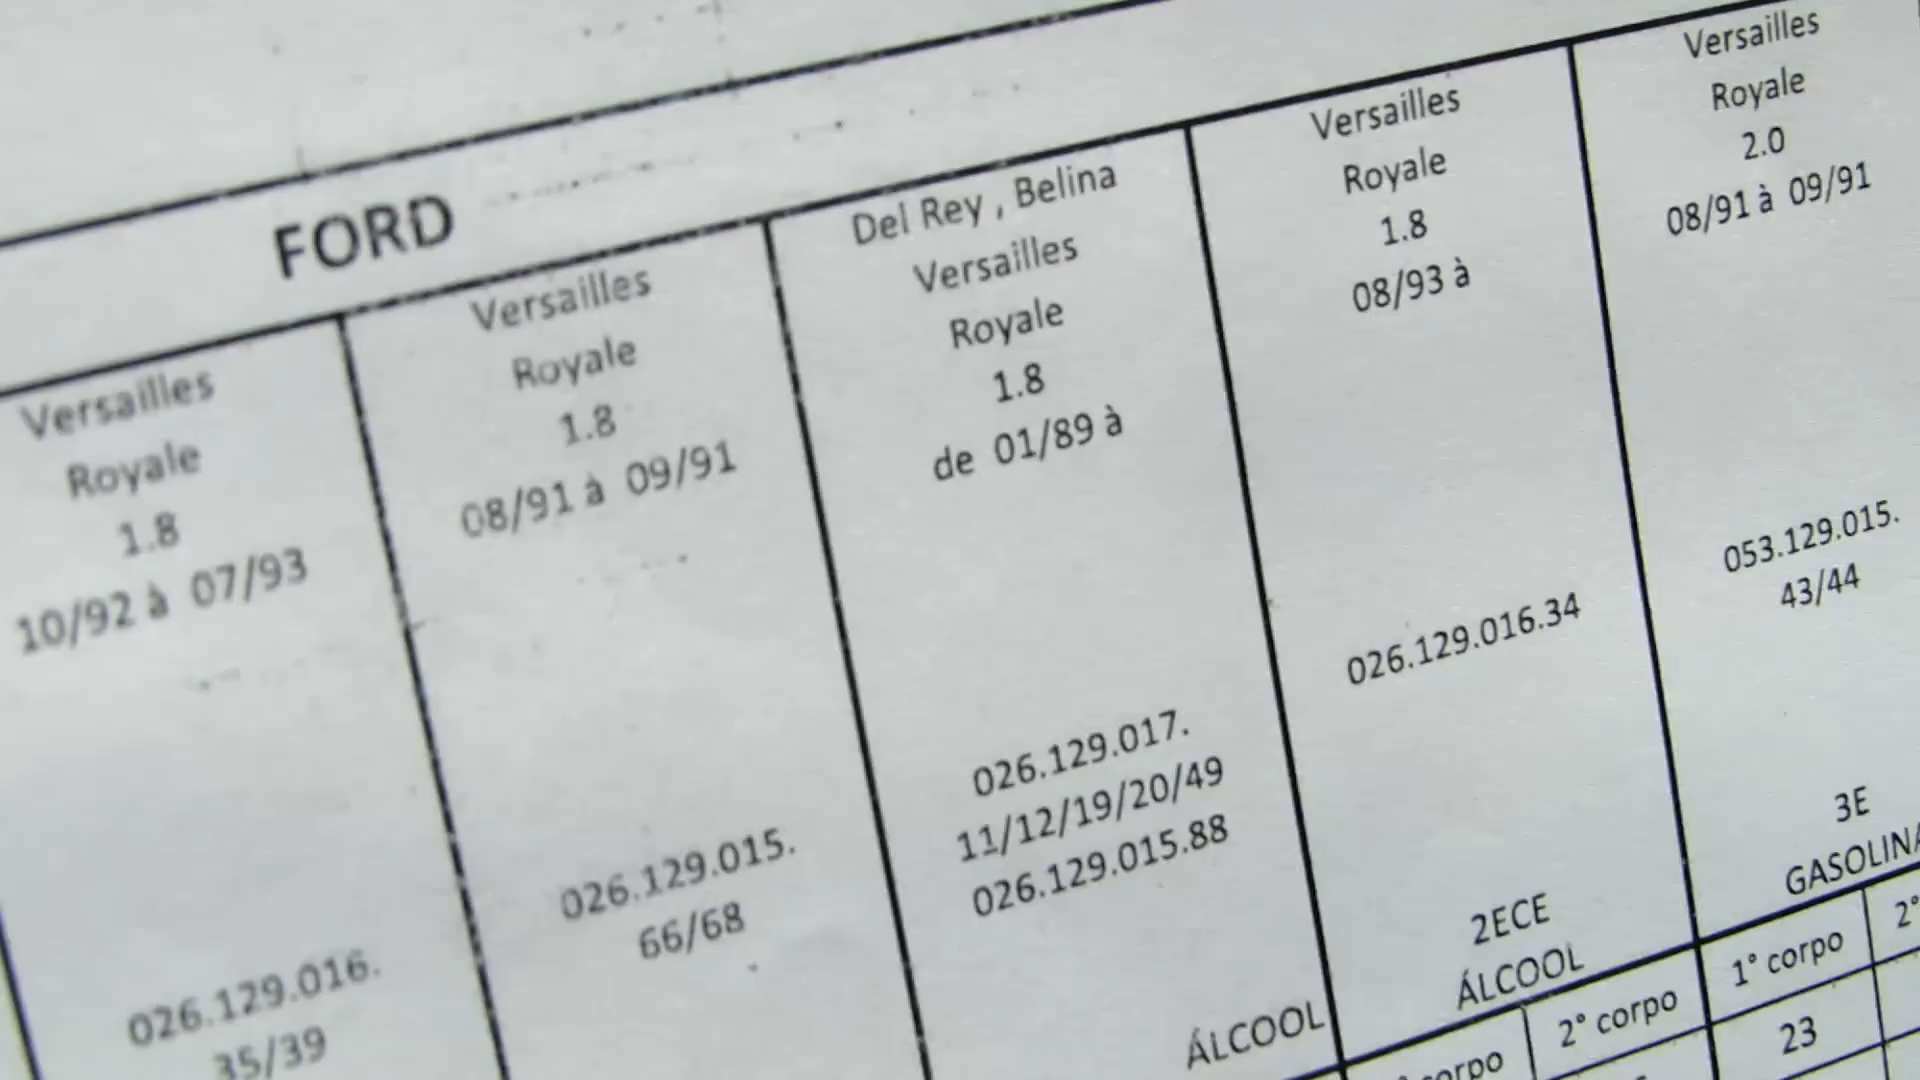 FORD
Versailles
Royale
1.8
10/92 à 07/93
026.129.016.
35/39
Versailles
Royale
1.8
08/91 à 09/91
026.129.015.
66/68
Del Rey , Belina
Versailles
Royale
1.8
de 01/89 à
026.129.017.
11/12/19/20/49
026.129.015.88
ÁLCOOL
Versailles
Royale
1.8
08/93 à
026.129.016.34
2ECE
ÁLCOOL
corpo
2° corpo
Versailles
Royale
2.0
08/91 à 09/91
053.129.015.
43/44
3E
GASOLINA
1° corpo
2°
23